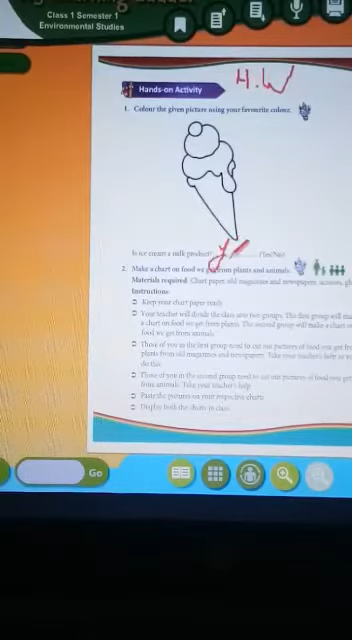 Class 1 Semester 1
Environmental Studies
Hands-on Activity
H.W
1. Colour the given picture using your favourite colour.
Is ice cream a milk product? (Yes/No)
2. Make a chart on food we get from plants and animals.
Materials required Chart paper, old magazines and newspapers, scissors, gl
Instructions
Keep your chart paper ready
Your teacher will divide the class into two groups. The first group will ma
a chart on food we get from plants. The second group will make a chart on
food we get from animals.
Those of you in the first group need to cut out pictures of food you get fr
plants from old magazines and newspapers. Take your teacher's help to
do this
Those of you in the second group need to cut out pictures of food you get
from animals. Take your teacher's help
Paste the pictures on your respective charts
Display both the charts in class
Go